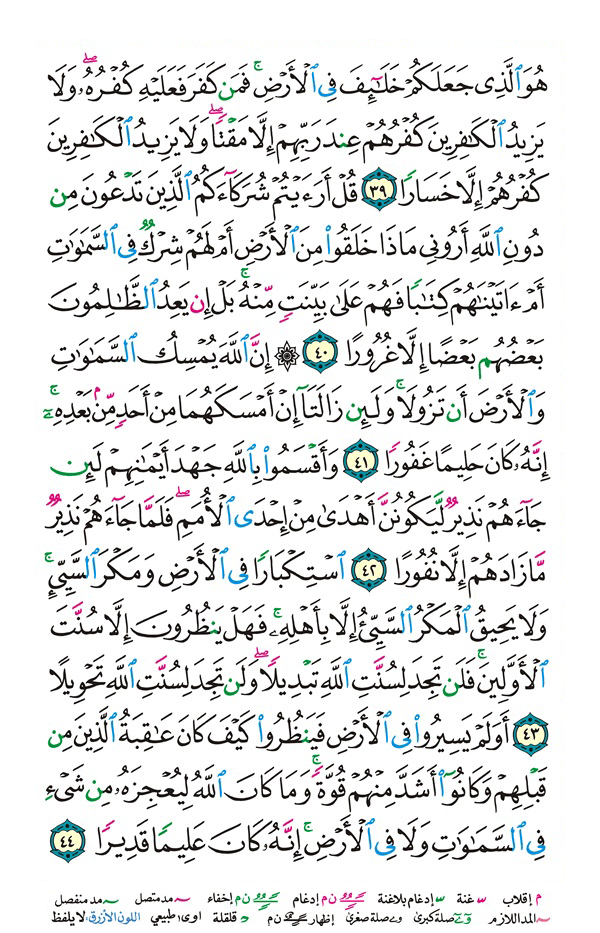 هُوَ ٱلَّذِى جَعَلَكُمْ خَلَـٰٓئِفَ فِى ٱلْأَرْضِ ۚ فَمَن كَفَرَ فَعَلَيْهِ كُفْرُهُۥ ۖ وَلَا
يَزِيدُ ٱلْكَـٰفِرِينَ كُفْرُهُمْ عِندَ رَبِّهِمْ إِلَّا مَقْتًا ۖ وَلَا يَزِيدُ ٱلْكَـٰفِرِينَ
كُفْرُهُمْ إِلَّا خَسَارًا ٣٩ قُلْ أَرَءَيْتُمْ شُرَكَآءَكُمُ ٱلَّذِينَ تَدْعُونَ مِن
دُونِ ٱللَّهِ أَرُونِى مَاذَا خَلَقُوا۟ مِنَ ٱلْأَرْضِ أَمْ لَهُمْ شِرْكٌ فِى ٱلسَّمَـٰوَٰتِ
أَمْ ءَاتَيْنَـٰهُمْ كِتَـٰبًا فَهُمْ عَلَىٰ بَيِّنَتٍ مِّنْهُ ۚ بَلْ إِن يَعِدُ ٱلظَّـٰلِمُونَ
بَعْضُهُم بَعْضًا إِلَّا غُرُورًا ٤٠ ۞ إِنَّ ٱللَّهَ يُمْسِكُ ٱلسَّمَـٰوَٰتِ
وَٱلْأَرْضَ أَن تَزُولَا ۚ وَلَئِن زَالَتَآ إِنْ أَمْسَكَهُمَا مِنْ أَحَدٍ مِّنۢ بَعْدِهِۦٓ ۚ
إِنَّهُۥ كَانَ حَلِيمًا غَفُورًا ٤١ وَأَقْسَمُوا۟ بِٱللَّهِ جَهْدَ أَيْمَـٰنِهِمْ لَئِن
جَآءَهُمْ نَذِيرٌ لَّيَكُونُنَّ أَهْدَىٰ مِنْ إِحْدَى ٱلْأُمَمِ ۖ فَلَمَّا جَآءَهُمْ نَذِيرٌ
مَّا زَادَهُمْ إِلَّا نُفُورًا ٤٢ ٱسْتِكْبَارًا فِى ٱلْأَرْضِ وَمَكْرَ ٱلسَّيِّئِ ۚ
وَلَا يَحِيقُ ٱلْمَكْرُ ٱلسَّيِّئُ إِلَّا بِأَهْلِهِۦ ۚ فَهَلْ يَنظُرُونَ إِلَّا سُنَّتَ
ٱلْأَوَّلِينَ ۚ فَلَن تَجِدَ لِسُنَّتِ ٱللَّهِ تَبْدِيلًا ۖ وَلَن تَجِدَ لِسُنَّتِ ٱللَّهِ تَحْوِيلًا
٤٣ أَوَلَمْ يَسِيرُوا۟ فِى ٱلْأَرْضِ فَيَنظُرُوا۟ كَيْفَ كَانَ عَـٰقِبَةُ ٱلَّذِينَ مِن
قَبْلِهِمْ وَكَانُوٓا۟ أَشَدَّ مِنْهُمْ قُوَّةً ۚ وَمَا كَانَ ٱللَّهُ لِيُعْجِزَهُۥ مِن شَىْءٍ
فِى ٱلسَّمَـٰوَٰتِ وَلَا فِى ٱلْأَرْضِ ۚ إِنَّهُۥ كَانَ عَلِيمًا قَدِيرًا ٤٤
م إقلاب غنة إدغام بلاغنة ن م إدغام ن م إخفاء مد متصل مد منفصل
المد اللازم صلة كبرى صلة صغرى إظهار ن م قلقلة اوى طبيعي اللون الأزرق: لا يلفظ